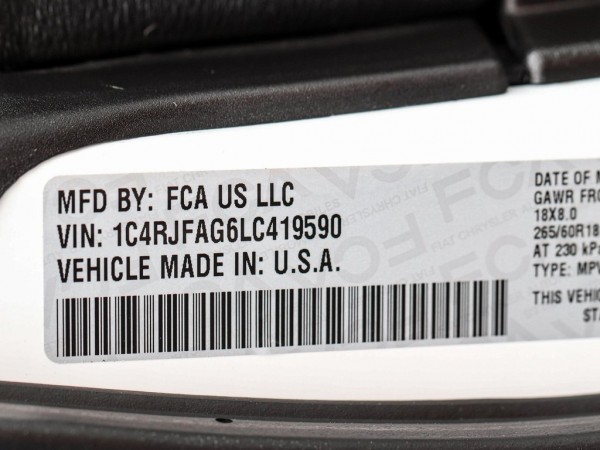 MFD BY: FCA US LLC
VIN: 1C4RJFAG6LC419590
VEHICLE MADE IN: U.S.A.
DATE OF M
GAWR FRO
18X8.0
265/60R18
AT 230 kPa
TYPE: MPV
THIS VEHIC
STA